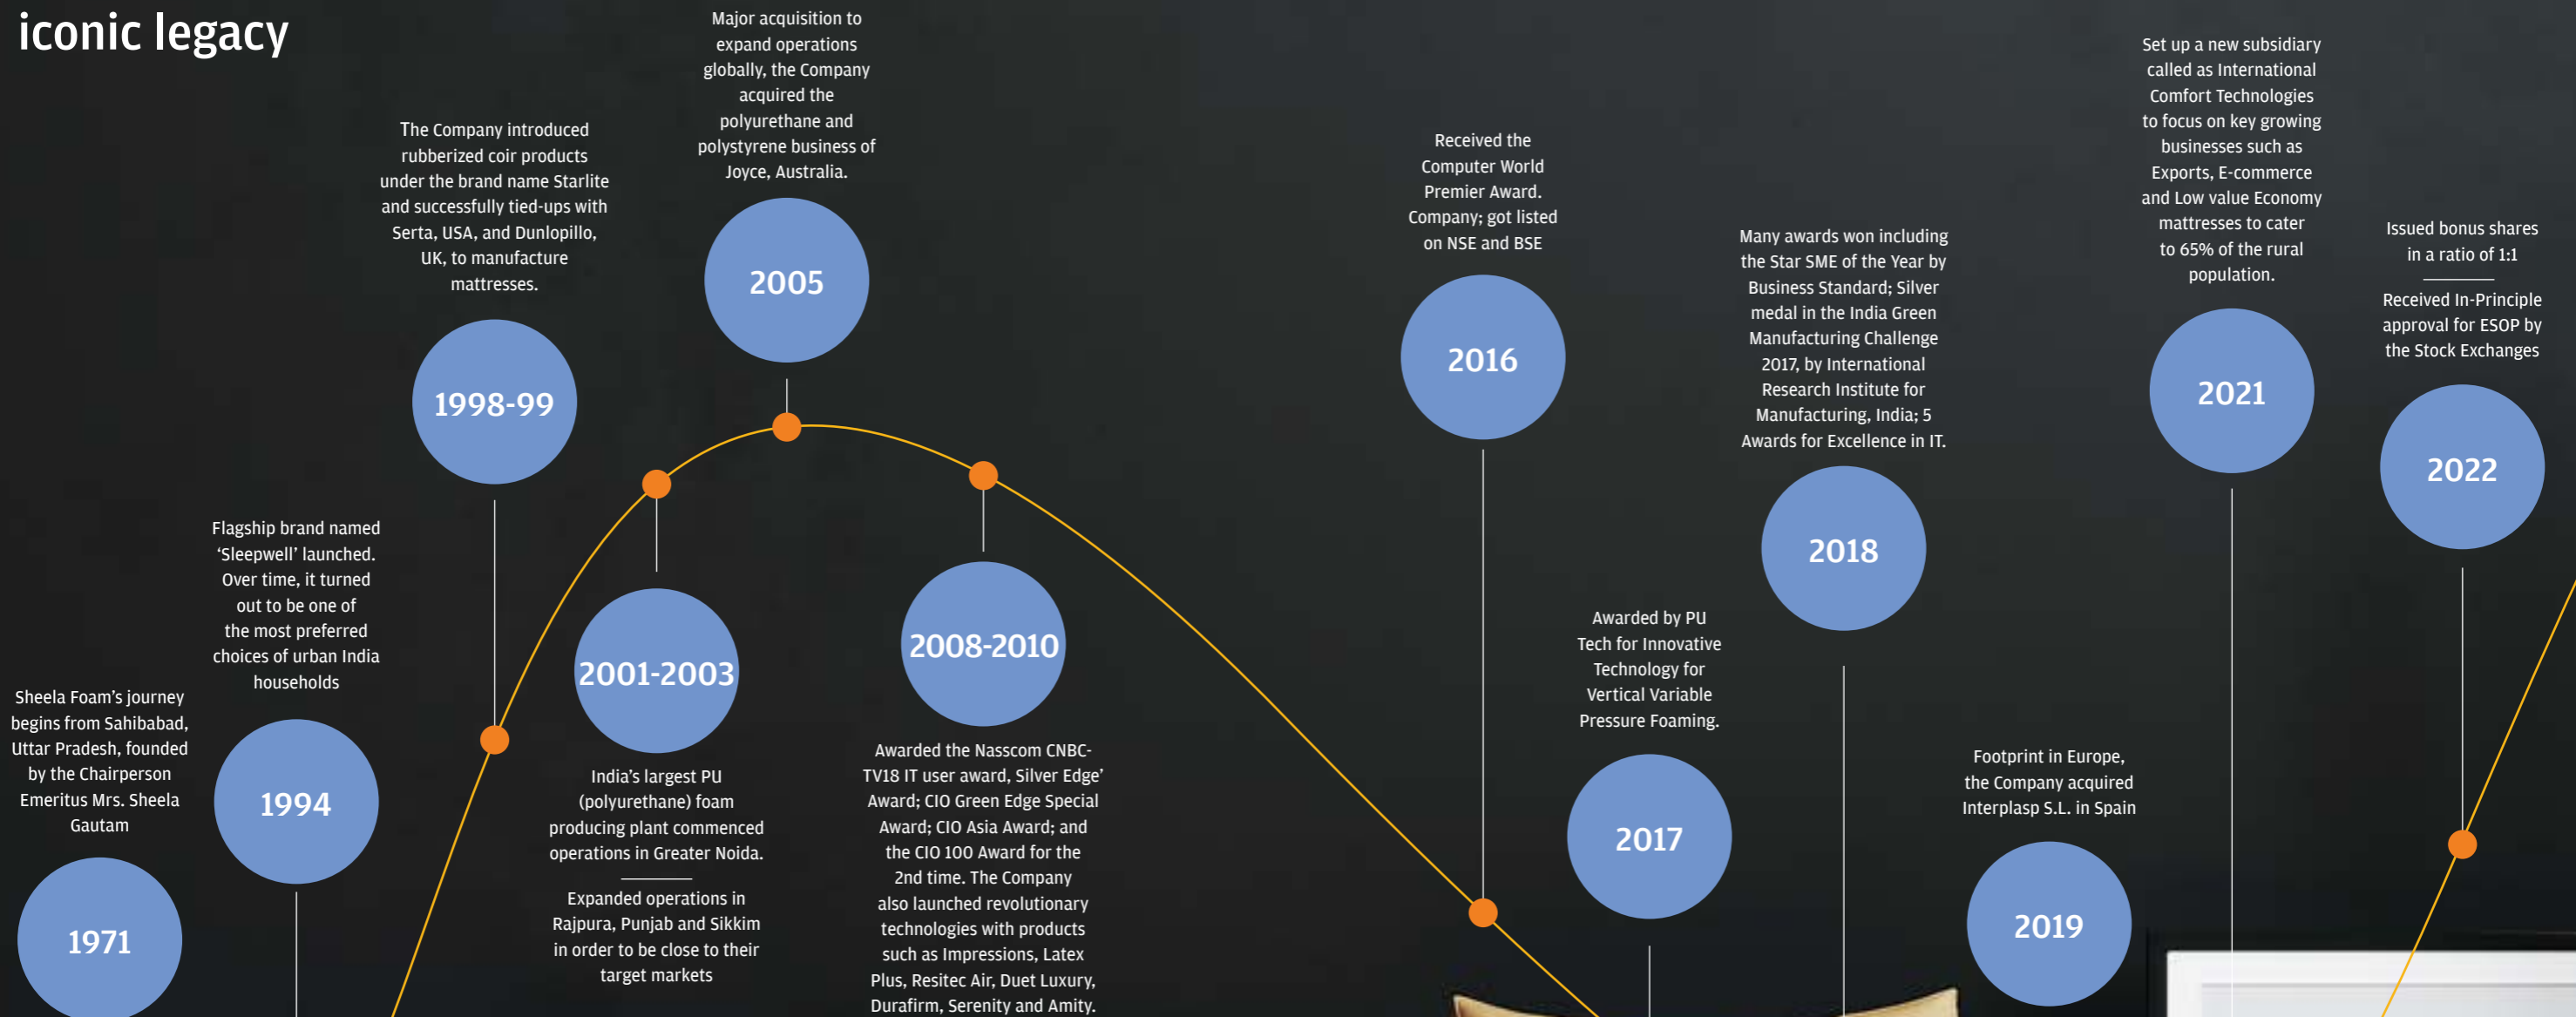 iconic legacy
Sheela Foam's journey
begins from Sahibabad,
Uttar Pradesh, founded
by the Chairperson
Emeritus Mrs. Sheela
Gautam
1971
Flagship brand named
‘Sleepwell’ launched.
Over time, it turned
out to be one of
the most preferred
choices of urban India
households
1994
The Company introduced
rubberized coir products
under the brand name Starlite
and successfully tied-ups with
Serta, USA, and Dunlopillo,
UK, to manufacture
mattresses.
1998-99
2001-2003
India’s largest PU
(polyurethane) foam
producing plant commenced
operations in Greater Noida.
Expanded operations in
Rajpura, Punjab and Sikkim
in order to be close to their
target markets
Major acquisition to
expand operations
globally, the Company
acquired the
polyurethane and
polystyrene business of
Joyce, Australia.
2005
2008-2010
Awarded the Nasscom CNBC-
TV18 IT user award, Silver Edge’
Award; CIO Green Edge Special
Award; CIO Asia Award; and
the CIO 100 Award for the
2nd time. The Company
also launched revolutionary
technologies with products
such as Impressions, Latex
Plus, Resitec Air, Duet Luxury,
Durafirm, Serenity and Amity.
Received the
Computer World
Premier Award.
Company; got listed
on NSE and BSE
2016
Awarded by PU
Tech for Innovative
Technology for
Vertical Variable
Pressure Foaming.
2017
Many awards won including
the Star SME of the Year by
Business Standard; Silver
medal in the India Green
Manufacturing Challenge
2017, by International
Research Institute for
Manufacturing, India; 5
Awards for Excellence in IT.
2018
Footprint in Europe,
the Company acquired
Interplasp S.L. in Spain
2019
Set up a new subsidiary
called as International
Comfort Technologies
to focus on key growing
businesses such as
Exports, E-commerce
and Low value Economy
mattresses to cater
to 65% of the rural
population.
2021
Issued bonus shares
in a ratio of 1:1
Received In-Principle
approval for ESOP by
the Stock Exchanges
2022